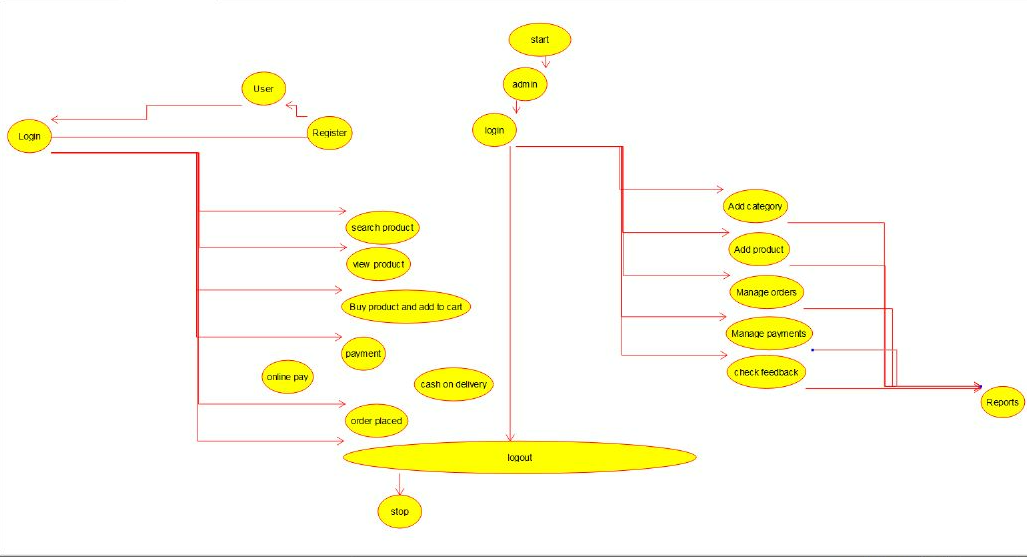 start
admin
login
User
Login
Register
search product
view product
Buy product and add to cart
payment
online pay
cash on delivery
order placed
logout
stop
Add category
Add product
Manage orders
Manage payments
check feedback
Reports